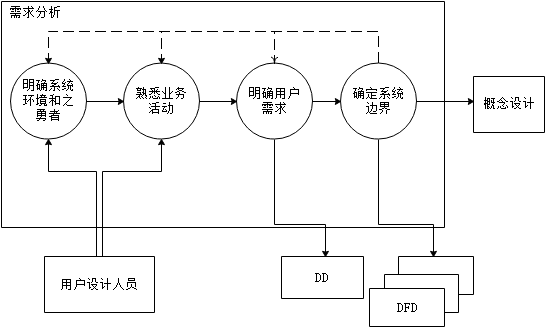 需求分析
明确系统
环境和之
勇者
熟悉业务
活动
明确用户
需求
确定系统
边界
概念设计
用户设计人员
DD
DFD